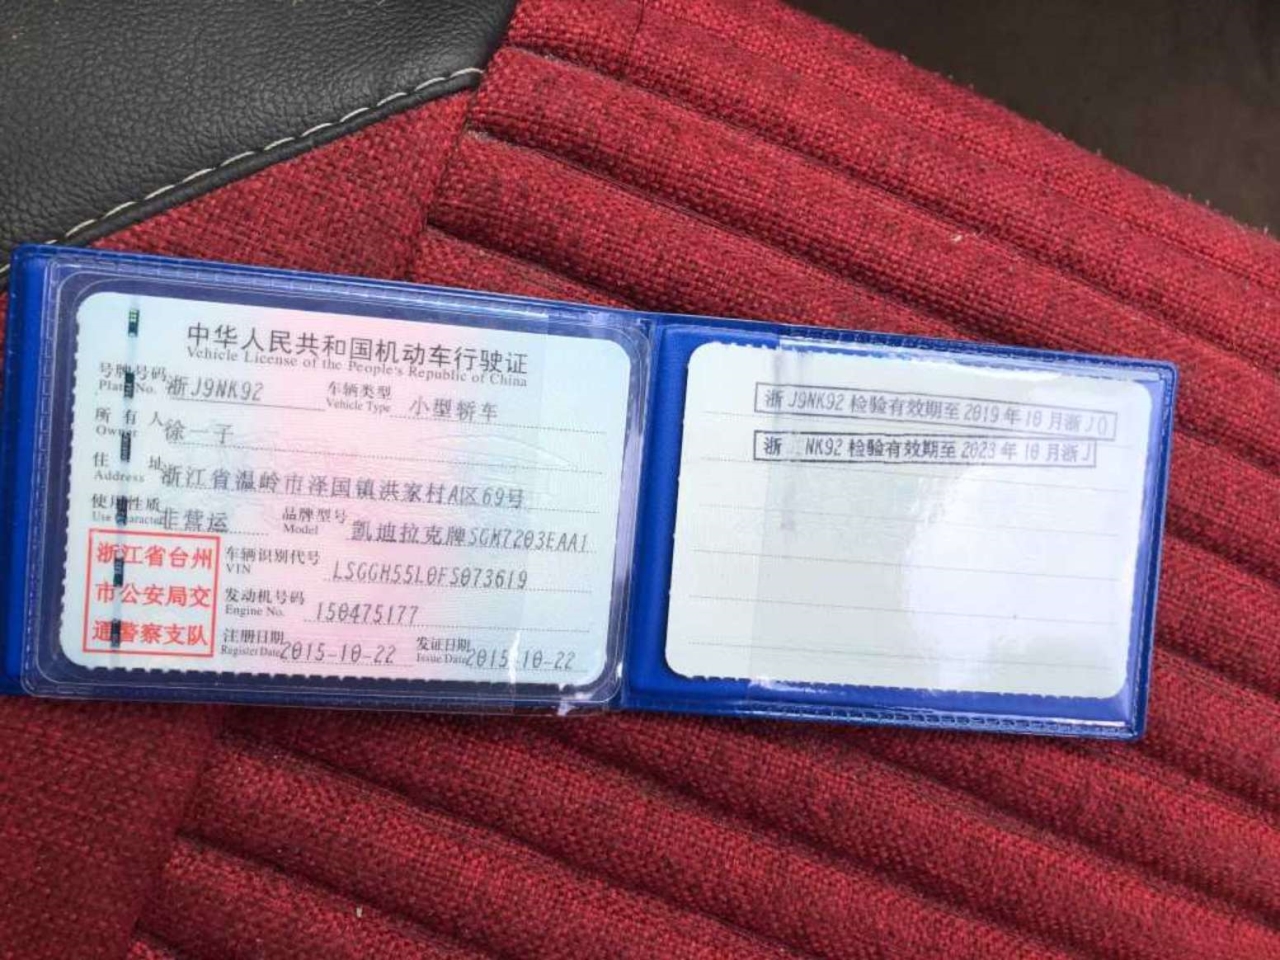 中华人民共和国机动车行驶证
Vehicle License of the People's Republic of China
号牌号码 浙J9NK92 车辆类型 小型轿车
Plate No. Vehicle Type
所有人 徐一子
Owner
住址 浙江省温岭市泽国镇洪家村A区69号
Address
使用性质 非营运 品牌型号 凯迪拉克牌SGM7203EAA1
Use Character Model
浙江省台州
市公安局交
通警察支队
车辆识别代号 LSGGH55L0FS073619
VIN
发动机号码 150475177
Engine No.
注册日期 2015-10-22 发证日期 2015-10-22
Register Date Issue Date
浙J9NK92检验有效期至2019年10月浙J0
浙 NK92检验有效期至2023年10月浙J